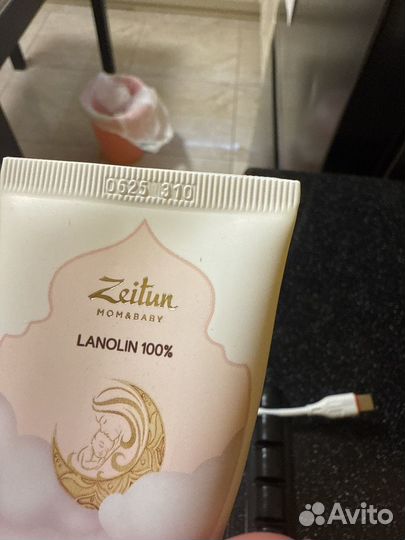 0625 310
Zeitun
MOM&BABY
LANOLIN 100%
Avito